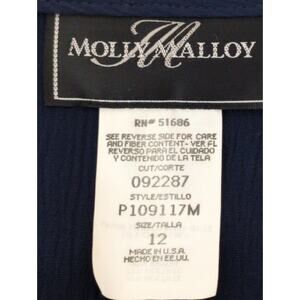 MOLLY MALLOY
RN# 51686
SEE REVERSE SIDE FOR CARE
AND FIBER CONTENT- VER AL
REVERSO PARA EL CUIDADO
Y CONTENIDO DE LA TELA
CUT/CORTE
092287
STYLE/ESTILLO
P109117M
SIZE/TALLA
12
MADE IN U.S.A.
HECHO EN EE.UU.